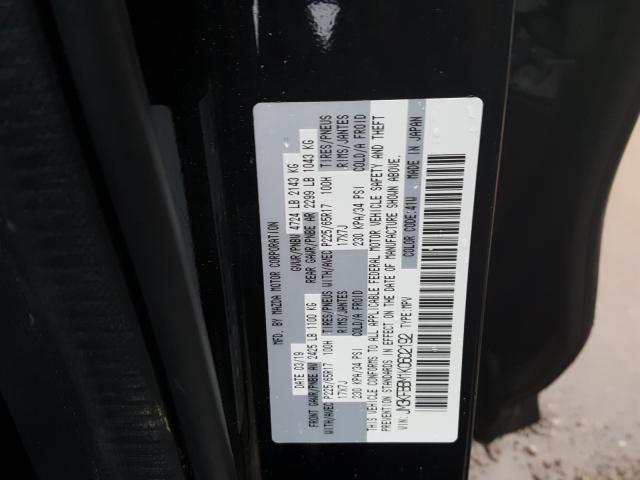 MFD. BY MAZDA MOTOR CORPORATION
DATE 03/19 GVWR/PNBV 4724 LB 2143 KG
FRONT GAWR/PNBE AV 2425 LB 1100 KG REAR GAWR/PNBE AR 2299 LB 1043 KG
WITH/AVEC P225/65R17 100H TIRES/PNEUS WITH/AVEC P225/65R17 100H TIRES/PNEUS
17X7J RIMS/JANTES 17X7J RIMS/JANTES
230 KPA/34 PSI COLD/A FROID 230 KPA/34 PSI COLD/A FROID
THIS VEHICLE CONFORMS TO ALL APPLICABLE FEDERAL MOTOR VEHICLE SAFETY AND THEFT
PREVENTION STANDARDS IN EFFECT ON THE DATE OF MANUFACTURE SHOWN ABOVE.
VIN: TYPE:MPV COLOR CODE:41W MADE IN JAPAN